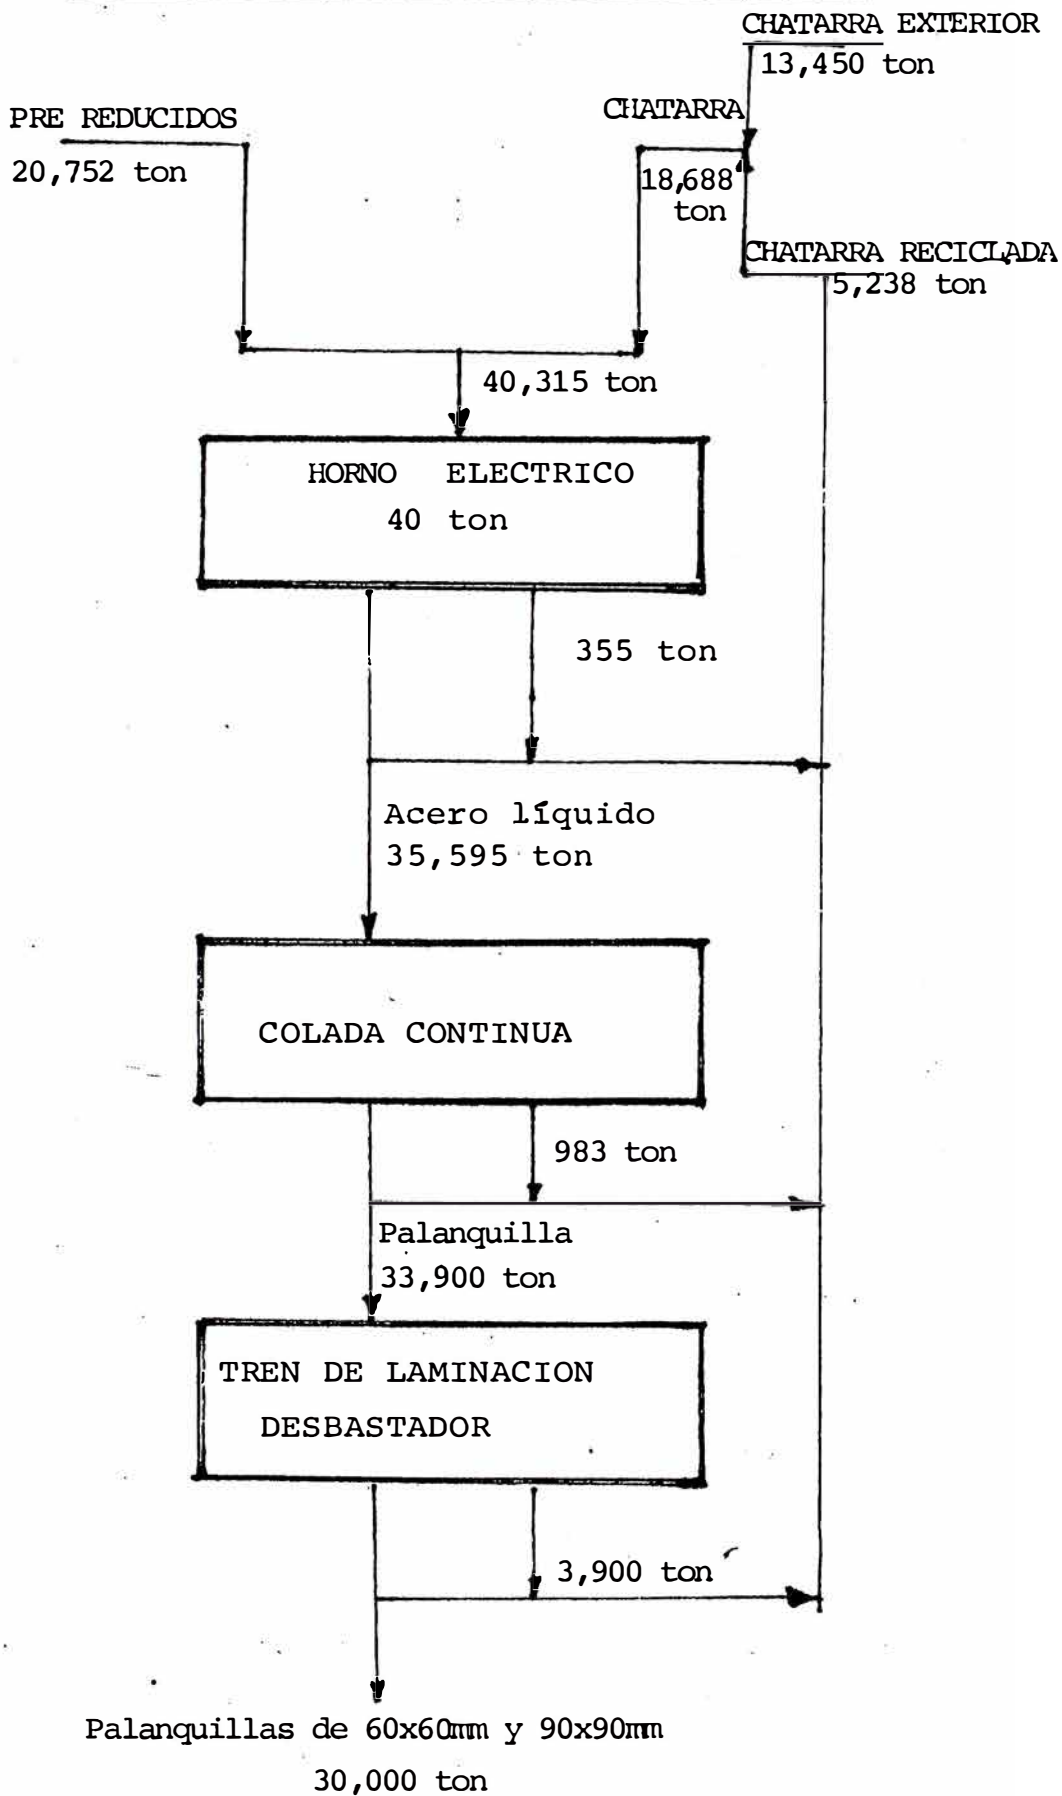 CHATARRA EXTERIOR
13,450 ton
PRE REDUCIDOS
20,752 ton
CHATARRA
18,688
ton
CHATARRA RECICLADA
5,238 ton
40,315 ton
HORNO ELECTRICO
40 ton
355 ton
Acero líquido
35,595 ton
COLADA CONTINUA
983 ton
Palanquilla
33,900 ton
TREN DE LAMINACION
DESBASTADOR
3,900 ton
Palanquillas de 60x60mm y 90x90mm
30,000 ton